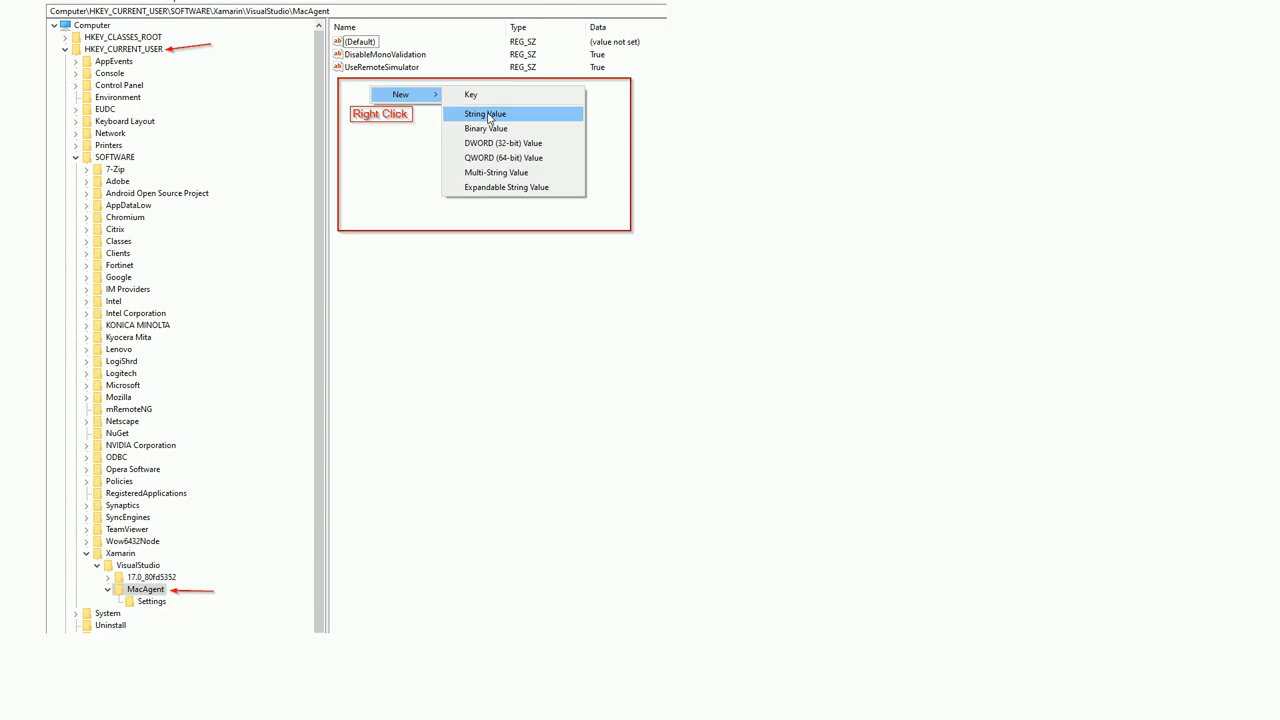 Computer\HKEY_CURRENT_USER\SOFTWARE\Xamarin\VisualStudio\MacAgent
Computer
HKEY_CLASSES_ROOT
HKEY_CURRENT_USER
AppEvents
Console
Control Panel
Environment
EUDC
Keyboard Layout
Network
Printers
SOFTWARE
7-Zip
Adobe
Android Open Source Project
AppDataLow
Chromium
Citrix
Classes
Clients
Fortinet
Google
IM Providers
Intel
Intel Corporation
KONICA MINOLTA
Kyocera Mita
Lenovo
LogiShrd
Logitech
Microsoft
Mozilla
mRemoteNG
Netscape
NuGet
NVIDIA Corporation
ODBC
Opera Software
Policies
RegisteredApplications
Synaptics
SyncEngines
TeamViewer
Wow6432Node
Xamarin
VisualStudio
17.0_80fd5352
MacAgent
Settings
System
Uninstall
Name Type Data
ab (Default) REG_SZ (value not set)
ab DisableMonoValidation REG_SZ True
ab UseRemoteSimulator REG_SZ True
New
Right Click
Key
String Value
Binary Value
DWORD (32-bit) Value
QWORD (64-bit) Value
Multi-String Value
Expandable String Value